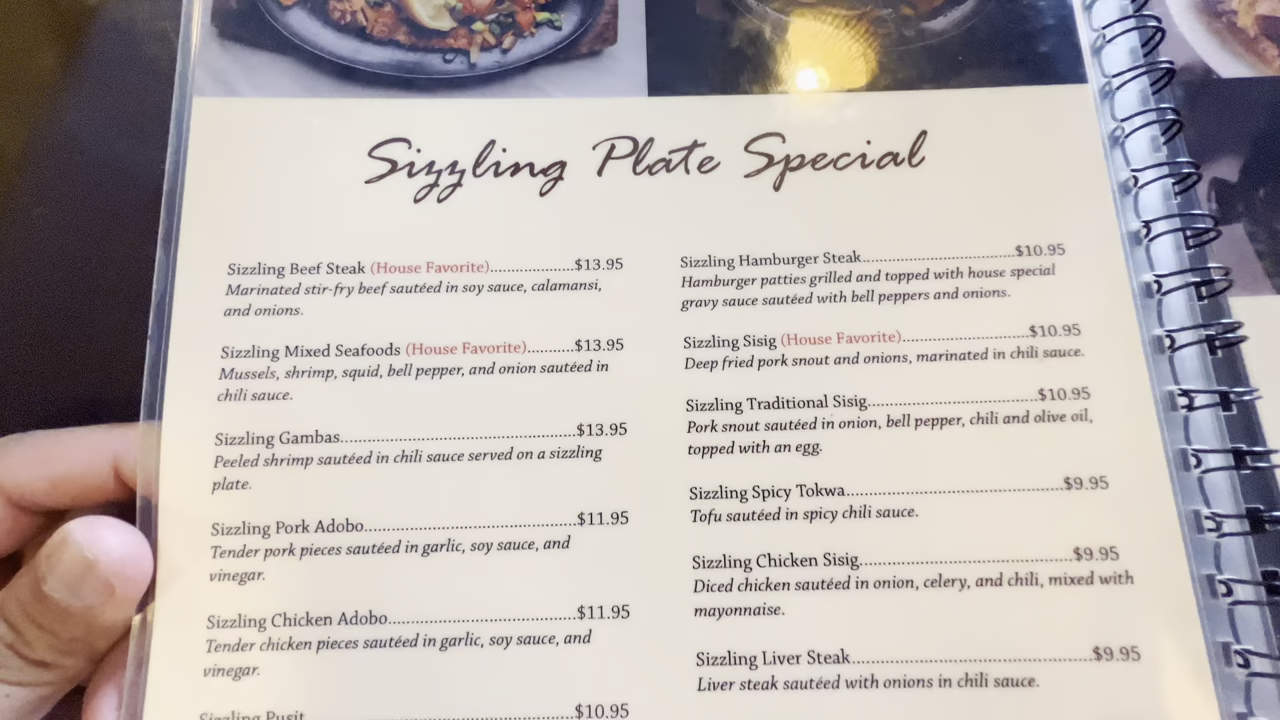 Sizzling Plate Special
Sizzling Beef Steak (House Favorite)....................$13.95
Marinated stir-fry beef sautéed in soy sauce, calamansi,
and onions.
Sizzling Mixed Seafoods (House Favorite)...........$13.95
Mussels, shrimp, squid, bell pepper, and onion sautéed in
chili sauce.
Sizzling Gambas.........................................................$13.95
Peeled shrimp sautéed in chili sauce served on a sizzling
plate.
Sizzling Pork Adobo...................................................$11.95
Tender pork pieces sautéed in garlic, soy sauce, and
vinegar.
Sizzling Chicken Adobo.............................................$11.95
Tender chicken pieces sautéed in garlic, soy sauce, and
vinegar.
Sizzling Pusit................................................................$10.95
Sizzling Hamburger Steak.....................................$10.95
Hamburger patties grilled and topped with house special
gravy sauce sautéed with bell peppers and onions.
Sizzling Sisig (House Favorite)..............................$10.95
Deep fried pork snout and onions, marinated in chili sauce.
Sizzling Traditional Sisig.........................................$10.95
Pork snout sautéed in onion, bell pepper, chili and olive oil,
topped with an egg.
Sizzling Spicy Tokwa....................................................$9.95
Tofu sautéed in spicy chili sauce.
Sizzling Chicken Sisig...................................................$9.95
Diced chicken sautéed in onion, celery, and chili, mixed with
mayonnaise.
Sizzling Liver Steak........................................................$9.95
Liver steak sautéed with onions in chili sauce.